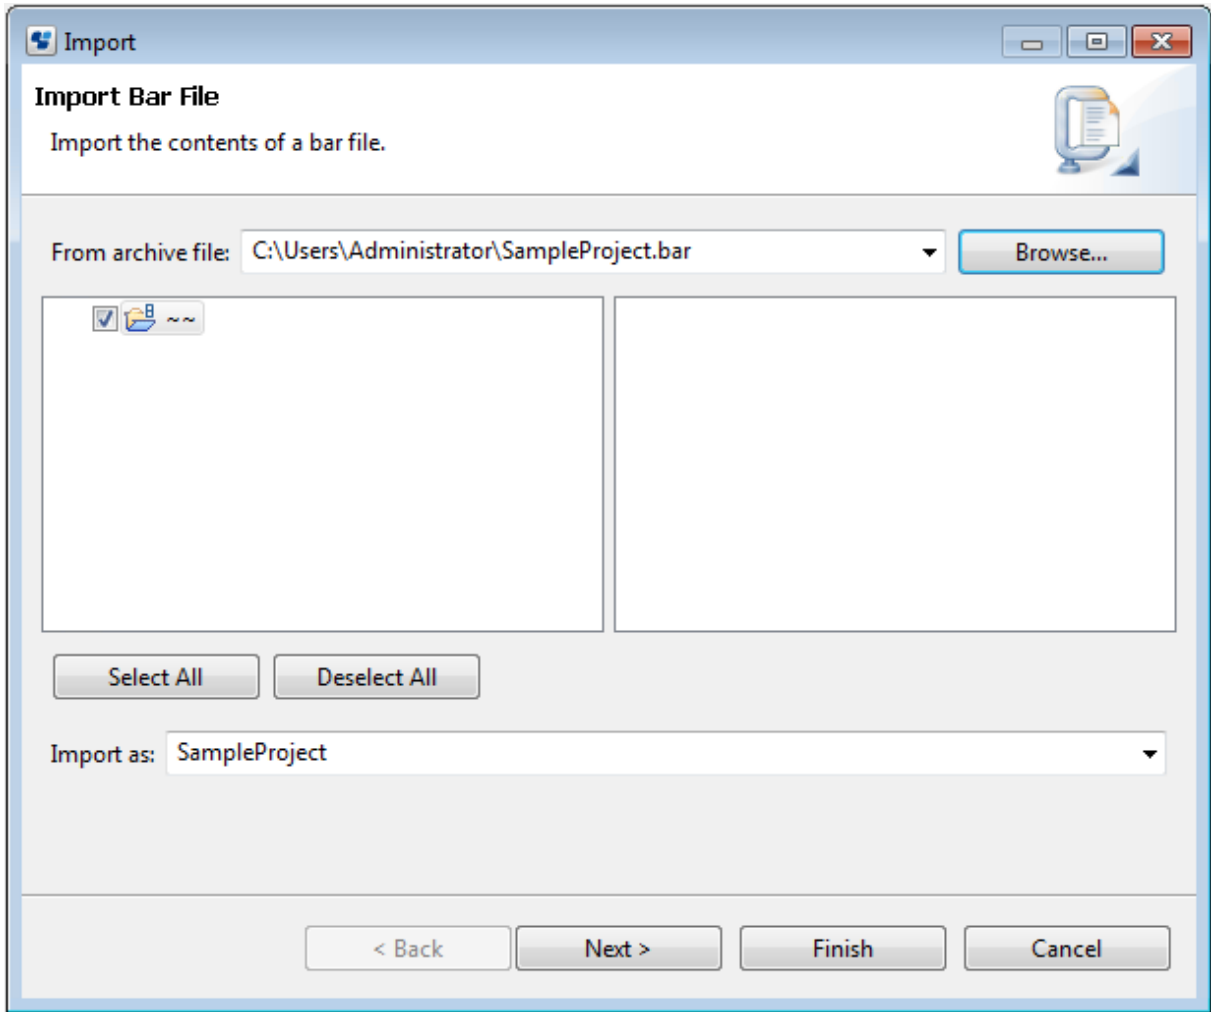 Import
Import Bar File
Import the contents of a bar file.
From archive file: C:\Users\Administrator\SampleProject.bar Browse...
~~
Select All Deselect All
Import as: SampleProject
< Back Next > Finish Cancel